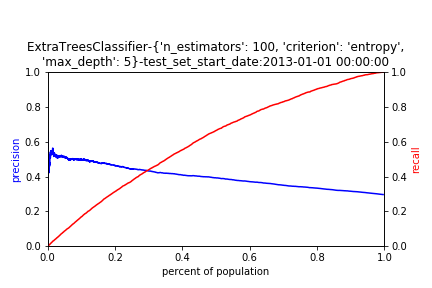 ExtraTreesClassifier-{'n_estimators': 100, 'criterion': 'entropy',
'max_depth': 5}-test_set_start_date:2013-01-01 00:00:00
1.0
0.8
0.6
0.4
0.2
0.0
precision
1.0
0.8
0.6
0.4
0.2
0.0
recall
0.0 0.2 0.4 0.6 0.8 1.0
percent of population